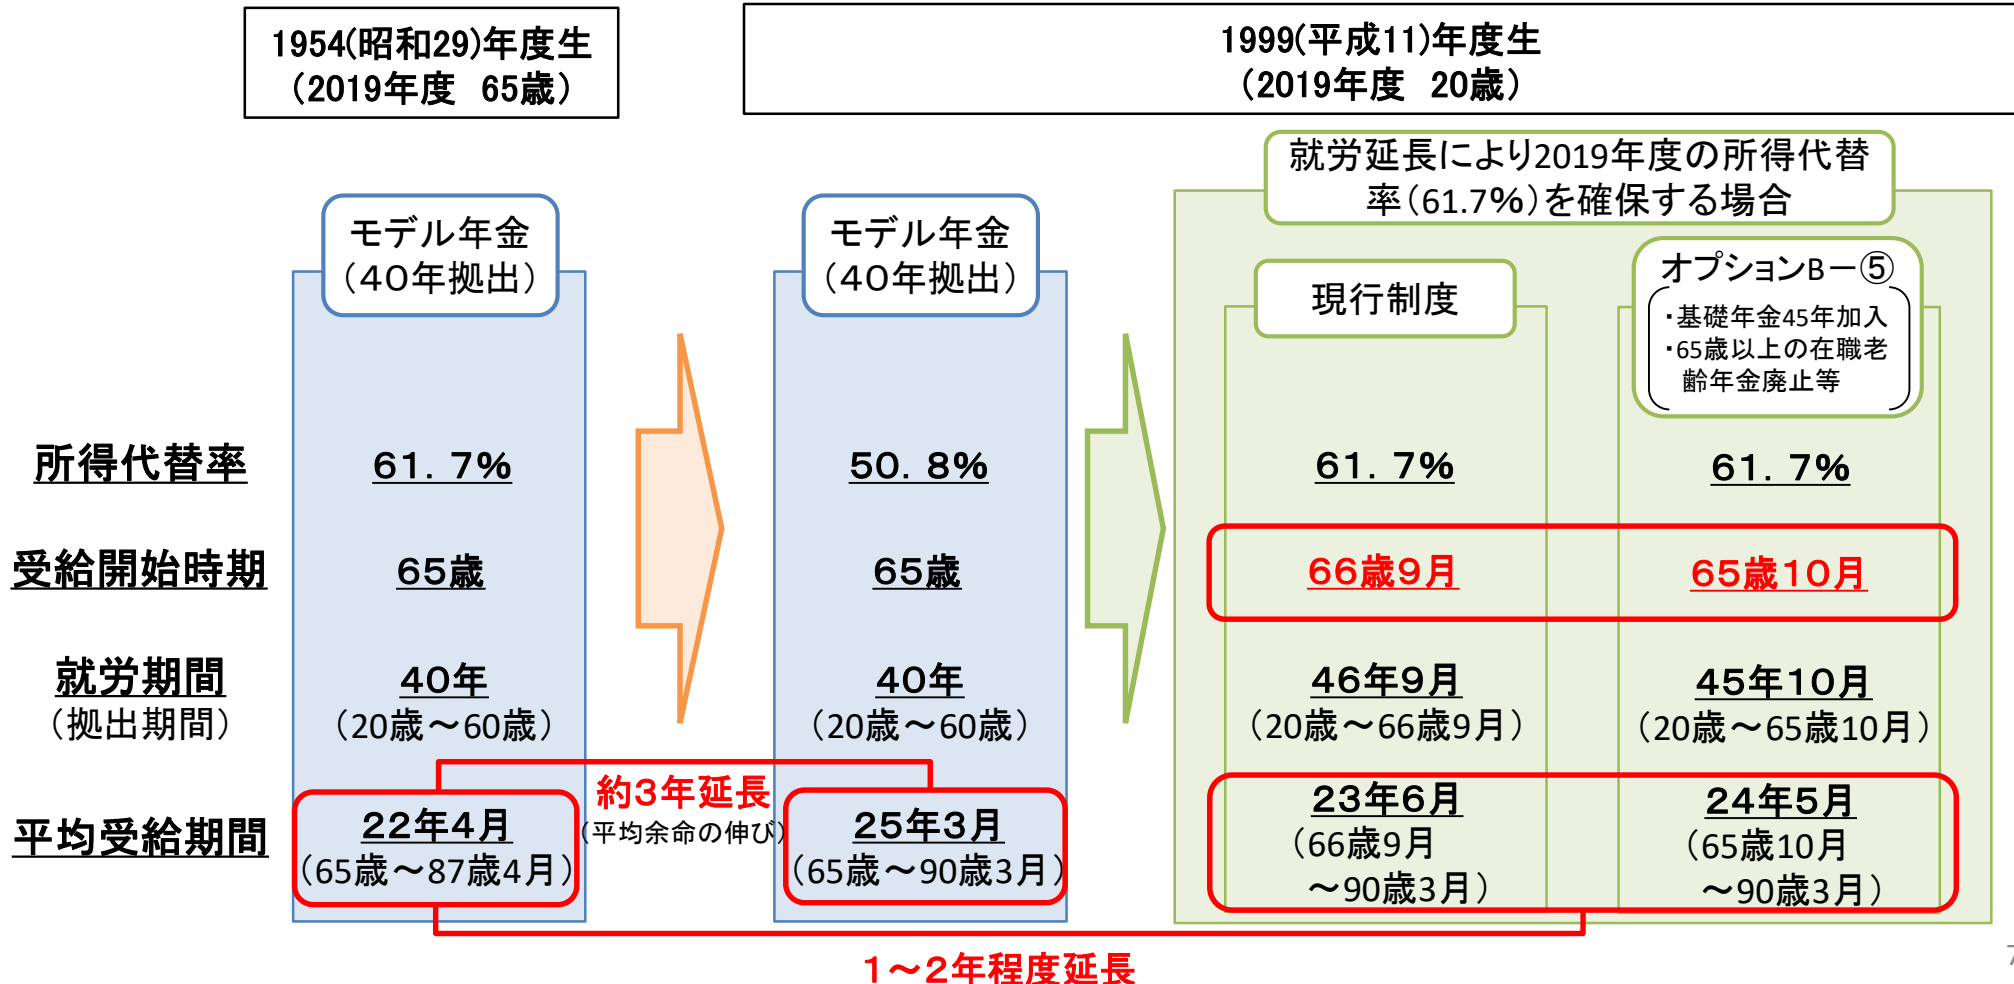 1954(昭和29)年度生
（2019年度　65歳）
1999(平成11)年度生
（2019年度　20歳）
就労延長により2019年度の所得代替
率（61.7%）を確保する場合
モデル年金
（４０年拠出）
モデル年金
（４０年拠出）
現行制度
オプションB－⑤
・基礎年金45年加入
・65歳以上の在職老
齢年金廃止等
所得代替率
６１．７％
５０．８％
６１．７％
６１．７％
受給開始時期
６５歳
６５歳
６６歳９月
６５歳１０月
就労期間
（拠出期間）
４０年
（20歳～60歳）
４０年
（20歳～60歳）
４６年９月
（20歳～66歳9月）
４５年１０月
（20歳～65歳10月）
平均受給期間
２２年４月
（65歳～87歳4月）
約３年延長
（平均余命の伸び）
２５年３月
（65歳～90歳3月）
２３年６月
（66歳9月
～90歳3月）
２４年５月
（65歳10月
～90歳3月）
１～２年程度延長
7